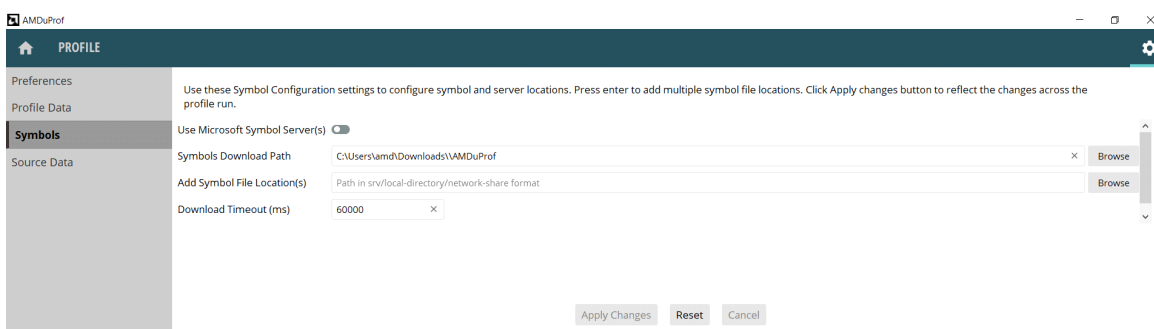 AMDuProf
PROFILE
Preferences
Profile Data
Symbols
Source Data
Use these Symbol Configuration settings to configure symbol and server locations. Press enter to add multiple symbol file locations. Click Apply changes button to reflect the changes across the
profile run.
Use Microsoft Symbol Server(s)
Symbols Download Path C:\Users\amd\Downloads\\AMDuProf Browse
Add Symbol File Location(s) Path in srv/local-directory/network-share format Browse
Download Timeout (ms) 60000
Apply Changes Reset Cancel